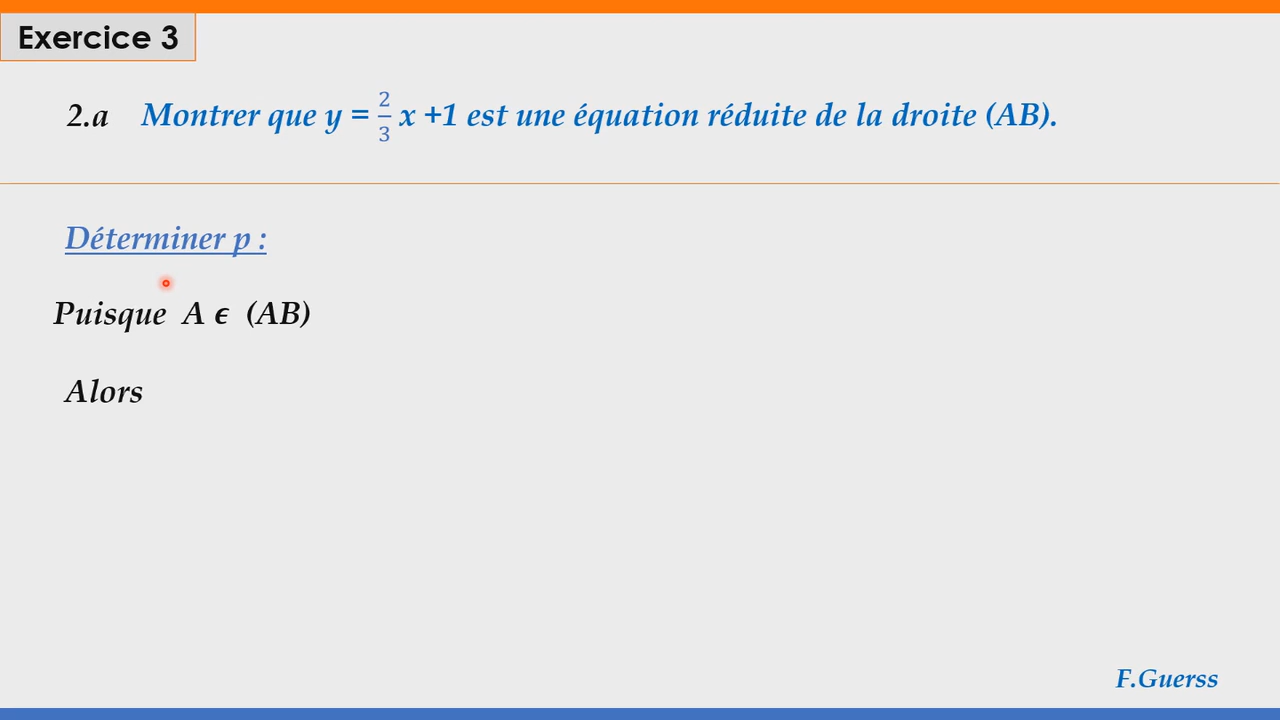 Exercice 3
2.a Montrer que y = 2/3 x +1 est une équation réduite de la droite (AB).
Déterminer p :
Puisque A ϵ (AB)
Alors
F.Guerss